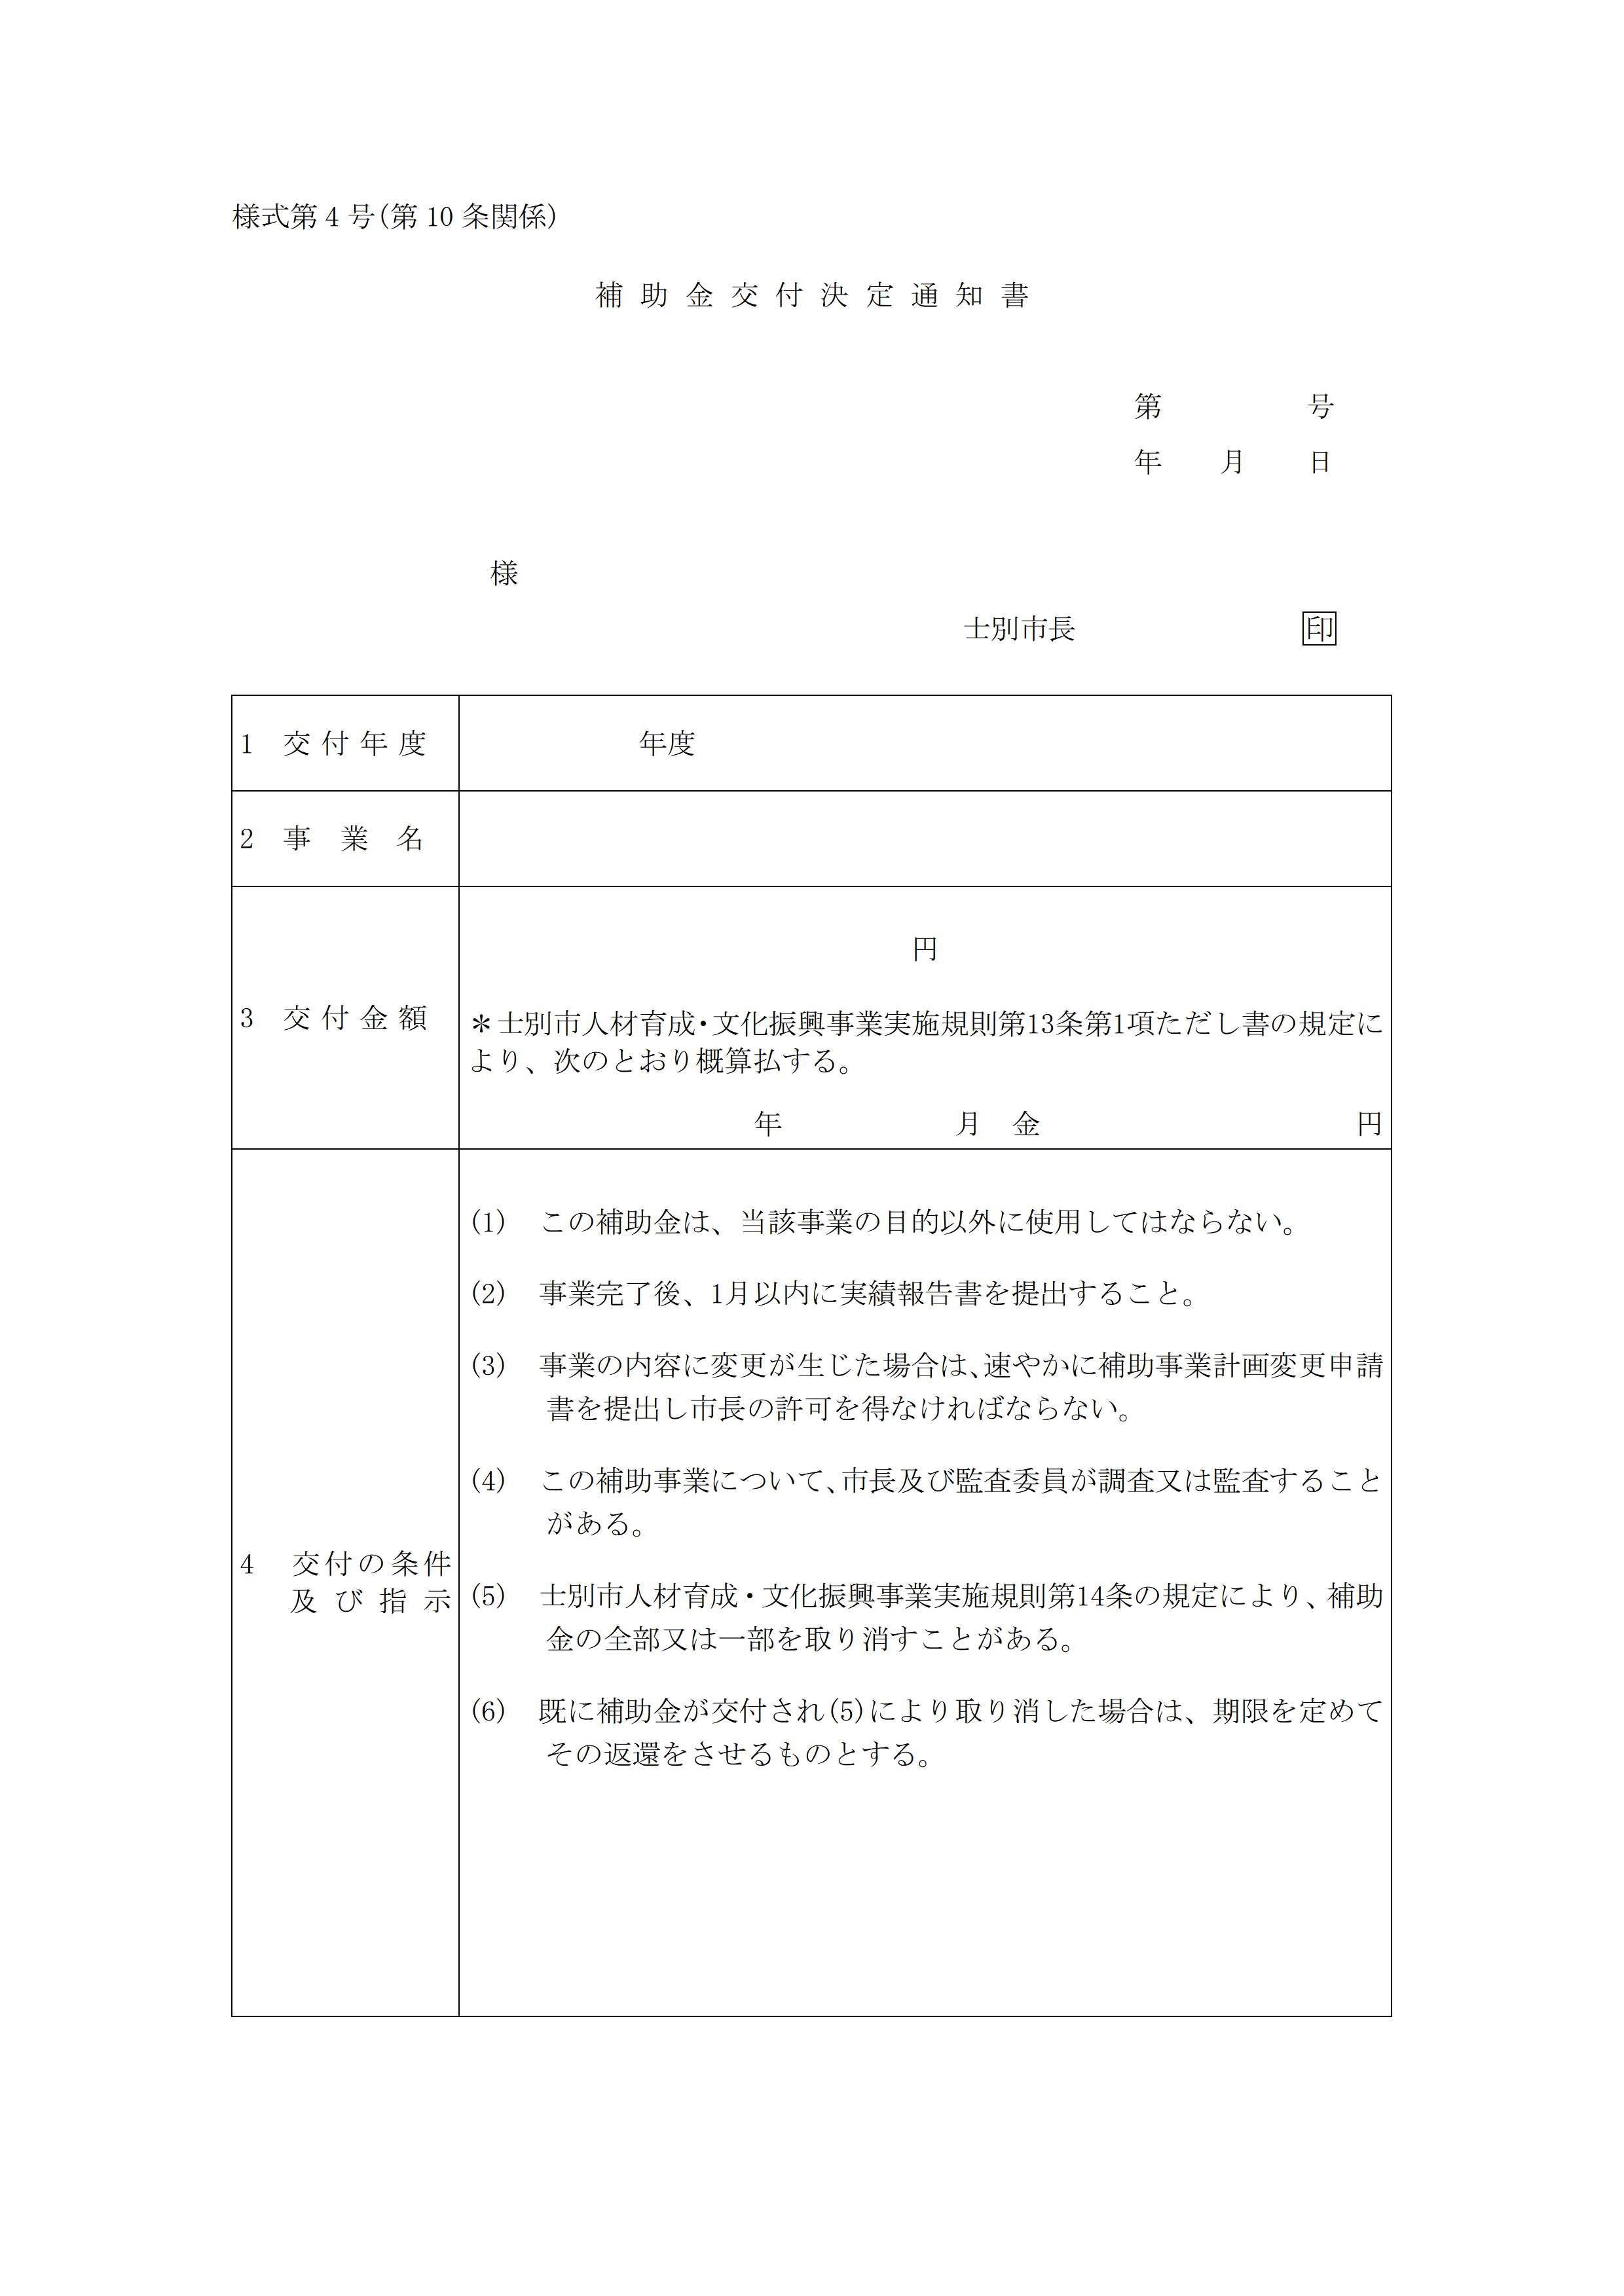 様式第4号(第10条関係)
補助金交付決定通知書
第　　　　　号
年　　月　　日
様
士別市長　　　　　　　　印
1　交付年度　　　　　　年度
2　事　業　名
円
3　交付金額
＊士別市人材育成・文化振興事業実施規則第13条第1項ただし書の規定に
より、次のとおり概算払する。
年　　　　　　月　金　　　　　　　　　　　円
(1)　この補助金は、当該事業の目的以外に使用してはならない。
(2)　事業完了後、1月以内に実績報告書を提出すること。
(3)　事業の内容に変更が生じた場合は、速やかに補助事業計画変更申請
書を提出し市長の許可を得なければならない。
(4)　この補助事業について、市長及び監査委員が調査又は監査すること
がある。
4　交付の条件
及び指示
(5)　士別市人材育成・文化振興事業実施規則第14条の規定により、補助
金の全部又は一部を取り消すことがある。
(6)　既に補助金が交付され(5)により取り消した場合は、期限を定めて
その返還をさせるものとする。